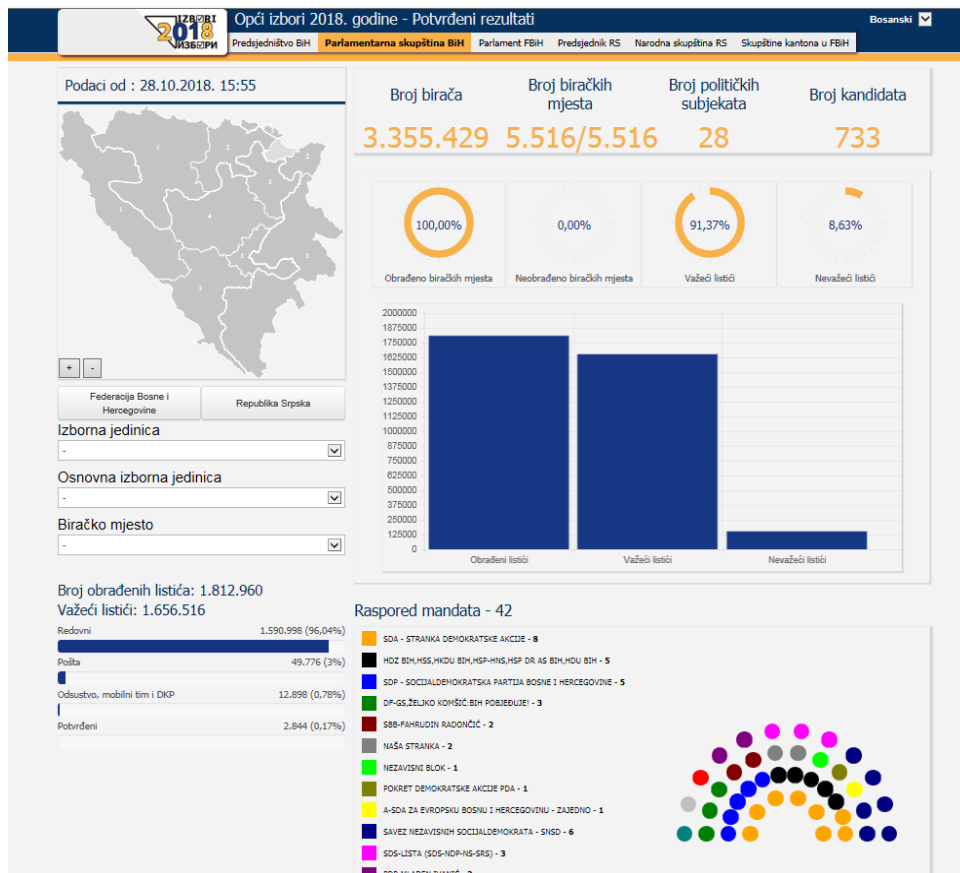 IZBORI
2018
ИЗБОРИ
Opći izbori 2018. godine - Potvrđeni rezultati
Bosanski
Predsjedništvo BiH Parlamentarna skupština BiH Parlament FBiH Predsjednik RS Narodna skupština RS Skupštine kantona u FBiH
Podaci od : 28.10.2018. 15:55
+ -
Federacija Bosne i
Hercegovine
Republika Srpska
Izborna jedinica
-
Osnovna izborna jedinica
-
Biračko mjesto
-
Broj obrađenih listića: 1.812.960
Važeći listići: 1.656.516
Redovni 1.590.998 (96,04%)
Pošta 49.776 (3%)
Odsustvo, mobilni tim i DKP 12.898 (0,78%)
Potvrđeni 2.844 (0,17%)
Broj birača
3.355.429
Broj biračkih
mjesta
5.516/5.516
Broj političkih
subjekata
28
Broj kandidata
733
100,00%
Obrađeno biračkih mjesta
0,00%
Neobrađeno biračkih mjesta
91,37%
Važeći listići
8,63%
Nevažeći listići
2000000
1875000
1750000
1625000
1500000
1375000
1250000
1125000
1000000
875000
750000
625000
500000
375000
250000
125000
0
Obrađeni listići Važeći listići Nevažeći listići
Raspored mandata - 42
SDA - STRANKA DEMOKRATSKE AKCIJE - 8
HDZ BIH,HSS,HKDU BIH,HSP-HNS,HSP DR AS BIH,HDU BIH - 5
SDP - SOCIJALDEMOKRATSKA PARTIJA BOSNE I HERCEGOVINE - 5
DF-GS,ŽELJKO KOMŠIĆ:BIH POBJEĐUJE! - 3
SBB-FAHRUDIN RADONČIĆ - 2
NAŠA STRANKA - 2
NEZAVISNI BLOK - 1
POKRET DEMOKRATSKE AKCIJE PDA - 1
A-SDA ZA EVROPSKU BOSNU I HERCEGOVINU - ZAJEDNO - 1
SAVEZ NEZAVISNIH SOCIJALDEMOKRATA - SNSD - 6
SDS-LISTA (SDS-NDP-NS-SRS) - 3